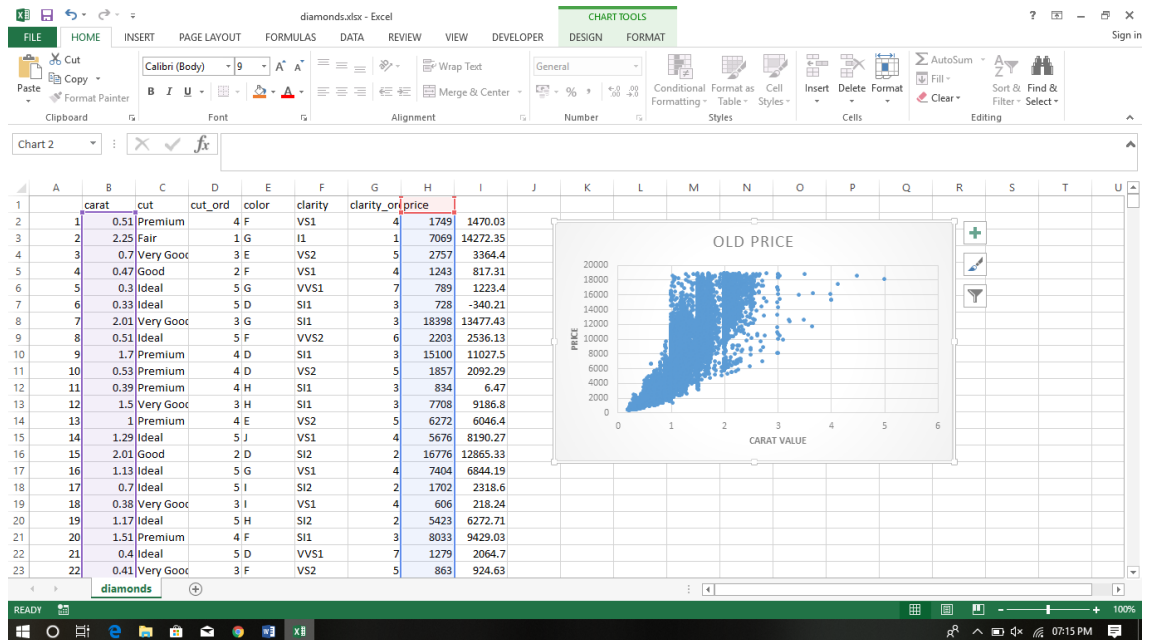 diamonds.xlsx - Excel
CHART TOOLS
?
Sign in
FILE HOME INSERT PAGE LAYOUT FORMULAS DATA REVIEW VIEW DEVELOPER DESIGN FORMAT
Paste
Cut
Copy
Format Painter
Clipboard
Calibri (Body) 9 A A
B I U A
Font
Wrap Text
Merge & Center
Alignment
General
% ,
Number
Conditional Formatting
Format as Table
Cell Styles
Styles
Insert Delete Format
Cells
AutoSum
Fill
Clear
Sort & Filter
Find & Select
Editing
Chart 2
fx
A B C D E F G H I J K L M N O P Q R S T U
1 carat cut cut_ord color clarity clarity_or price
2 1 0.51 Premium 4 F VS1 4 1749 1470.03
3 2 2.25 Fair 1 G I1 1 7069 14272.35
4 3 0.7 Very Good 3 E VS2 5 2757 3364.4
5 4 0.47 Good 2 F VS1 4 1243 817.31
6 5 0.3 Ideal 5 G VVS1 7 789 1223.4
7 6 0.33 Ideal 5 D SI1 3 728 -340.21
8 7 2.01 Very Good 3 G SI1 3 18398 13477.43
9 8 0.51 Ideal 5 F VVS2 6 2203 2536.13
10 9 1.7 Premium 4 D SI1 3 15100 11027.5
11 10 0.53 Premium 4 D VS2 5 1857 2092.29
12 11 0.39 Premium 4 H SI1 3 834 6.47
13 12 1.5 Very Good 3 H SI1 3 7708 9186.8
14 13 1 Premium 4 E VS2 5 6272 6046.4
15 14 1.29 Ideal 5 J VS1 4 5676 8190.27
16 15 2.01 Good 2 D SI2 2 16776 12865.33
17 16 1.13 Ideal 5 G VS1 4 7404 6844.19
18 17 0.7 Ideal 5 I SI2 2 1702 2318.6
19 18 0.38 Very Good 3 I VS1 4 606 218.24
20 19 1.17 Ideal 5 H SI2 2 5423 6272.71
21 20 1.51 Premium 4 F SI1 3 8033 9429.03
22 21 0.4 Ideal 5 D VVS1 7 1279 2064.7
23 22 0.41 Very Good 3 F VS2 5 863 924.63
OLD PRICE
PRICE
20000
18000
16000
14000
12000
10000
8000
6000
4000
2000
0
0 1 2 3 4 5 6
CARAT VALUE
diamonds
READY
100%
07:15 PM